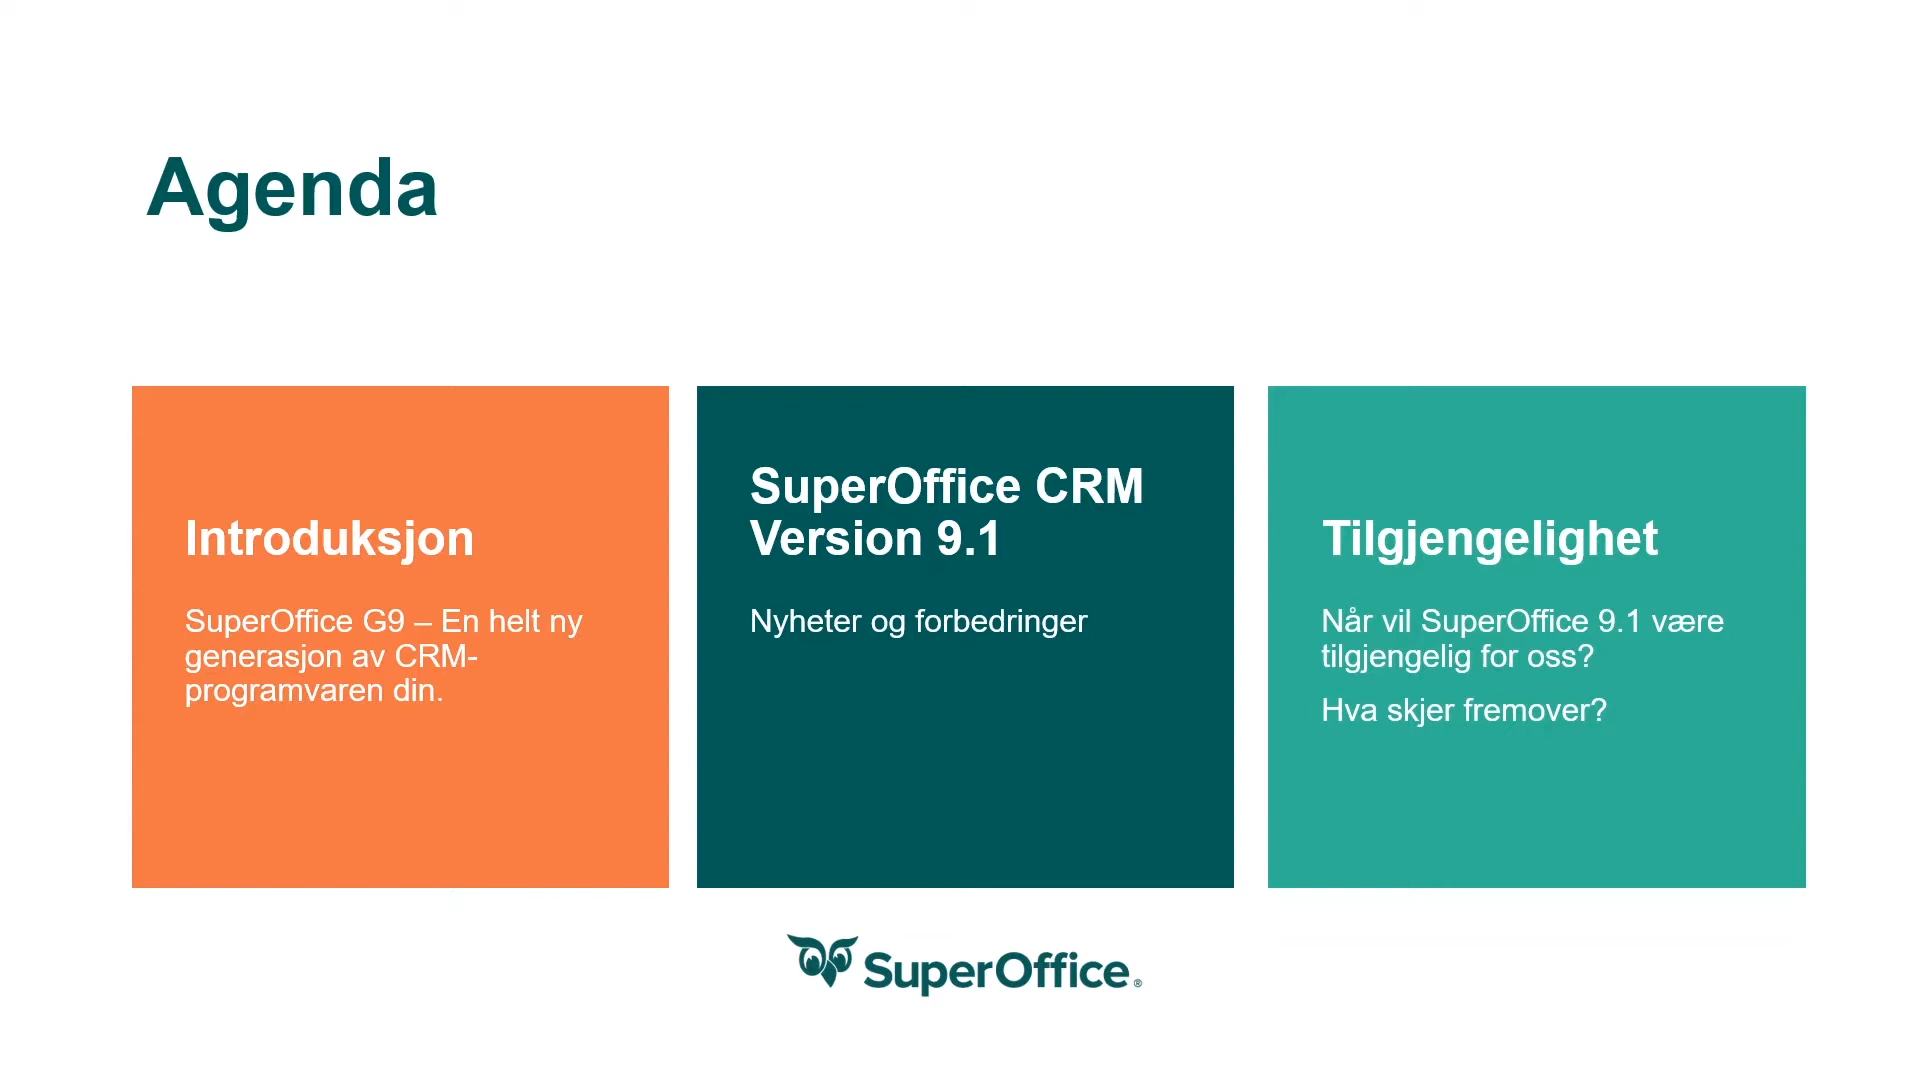 Agenda
Introduksjon
SuperOffice G9 – En helt ny
generasjon av CRM-
programvaren din.
SuperOffice CRM
Version 9.1
Nyheter og forbedringer
Tilgjengelighet
Når vil SuperOffice 9.1 være
tilgjengelig for oss?
Hva skjer fremover?
SuperOffice®